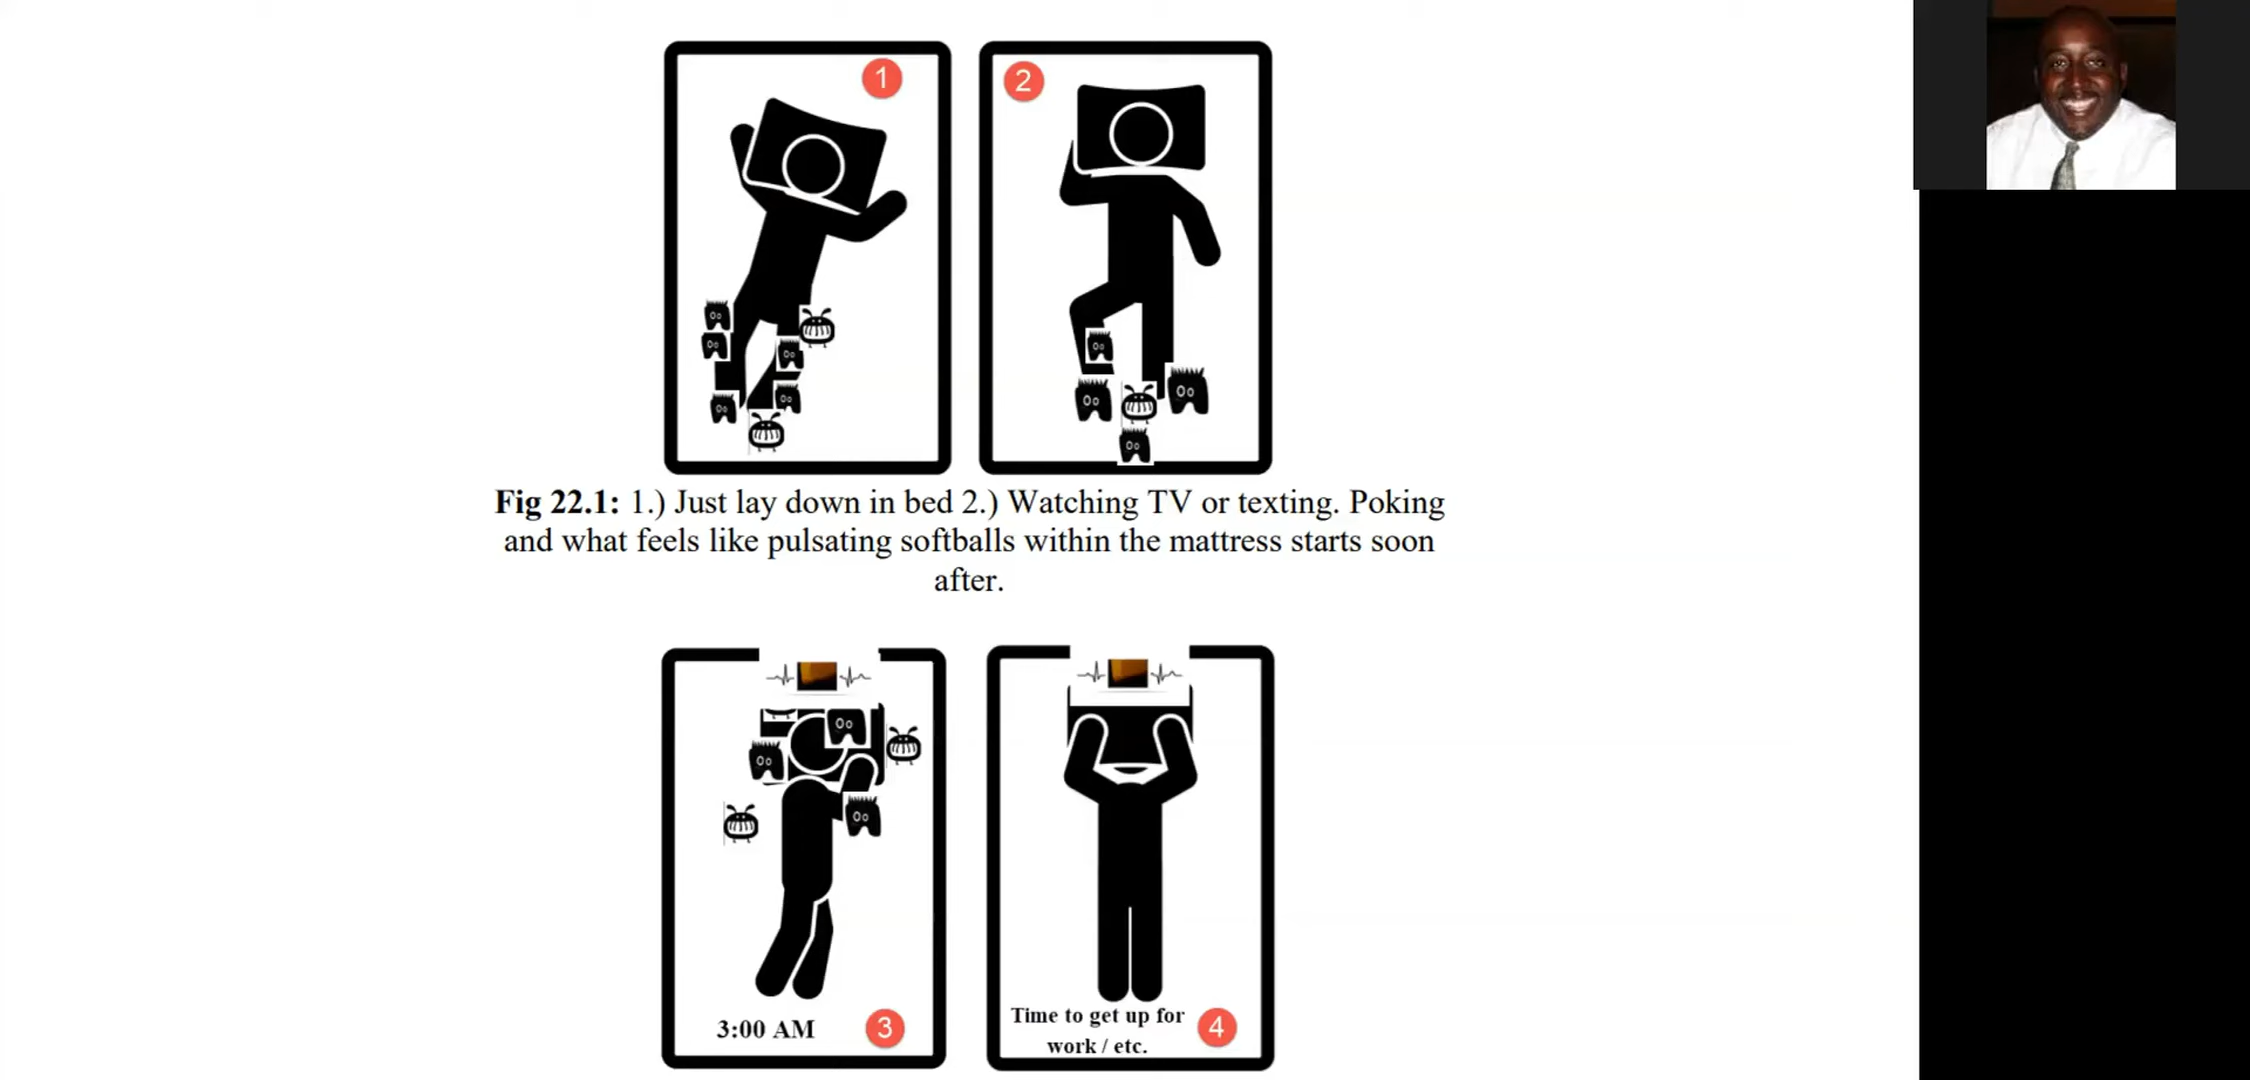 1
2
Fig 22.1: 1.) Just lay down in bed 2.) Watching TV or texting. Poking
and what feels like pulsating softballs within the mattress starts soon
after.
3:00 AM
3
Time to get up for
work / etc.
4